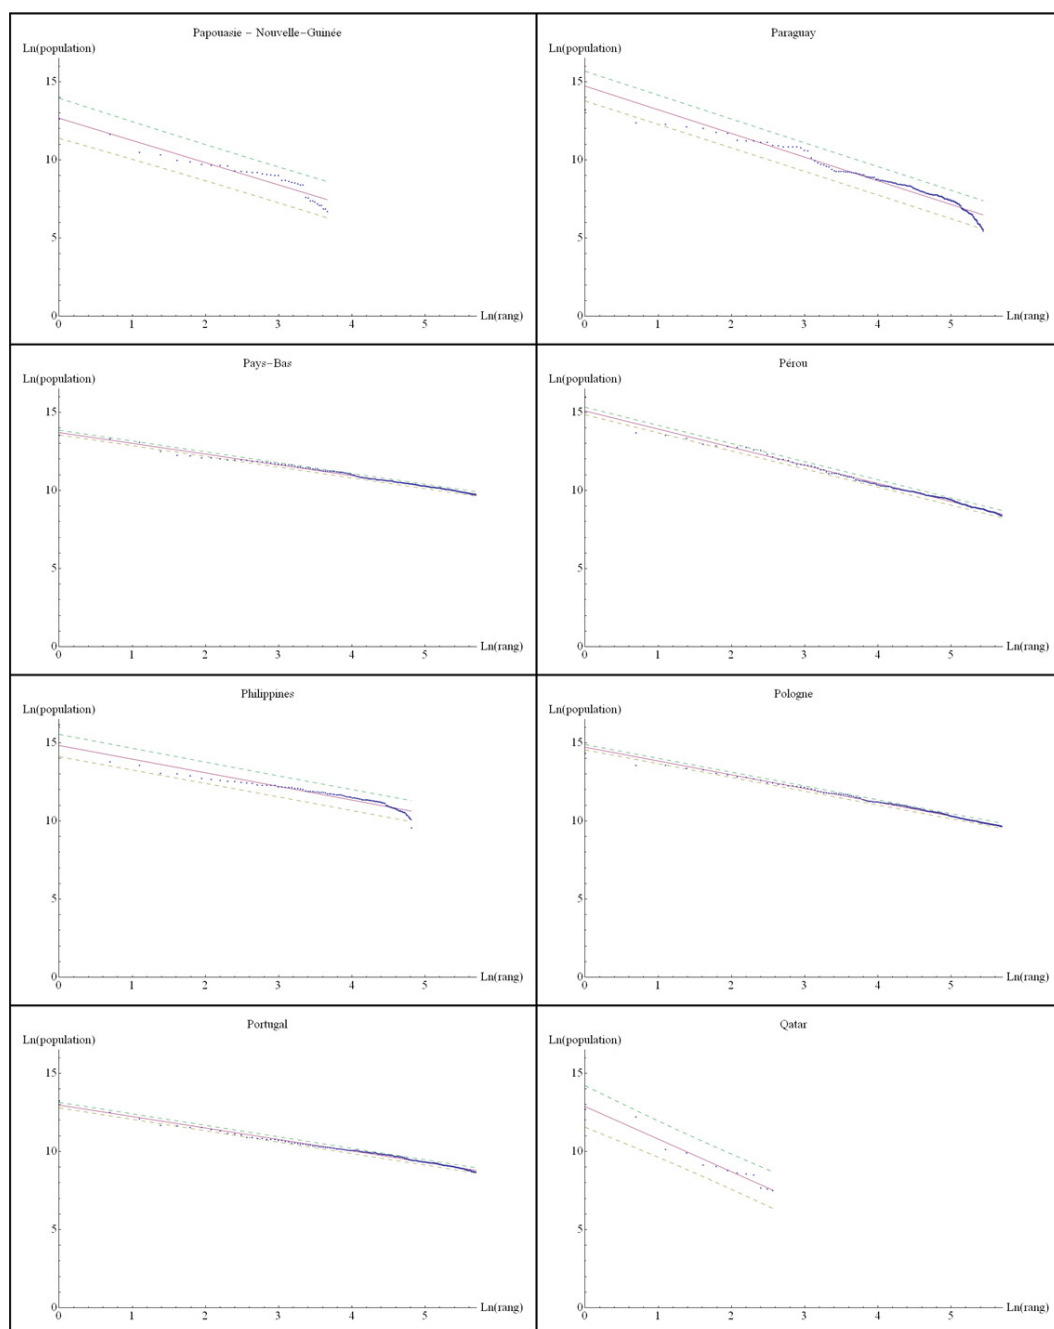 Papouasie – Nouvelle-Guinée
Ln(population)
15
10
5
0
0 1 2 3 4 5 Ln(rang)
Paraguay
Ln(population)
15
10
5
0
0 1 2 3 4 5 Ln(rang)
Pays-Bas
Ln(population)
15
10
5
0
0 1 2 3 4 5 Ln(rang)
Pérou
Ln(population)
15
10
5
0
0 1 2 3 4 5 Ln(rang)
Philippines
Ln(population)
15
10
5
0
0 1 2 3 4 5 Ln(rang)
Pologne
Ln(population)
15
10
5
0
0 1 2 3 4 5 Ln(rang)
Portugal
Ln(population)
15
10
5
0
0 1 2 3 4 5 Ln(rang)
Qatar
Ln(population)
15
10
5
0
0 1 2 3 4 5 Ln(rang)